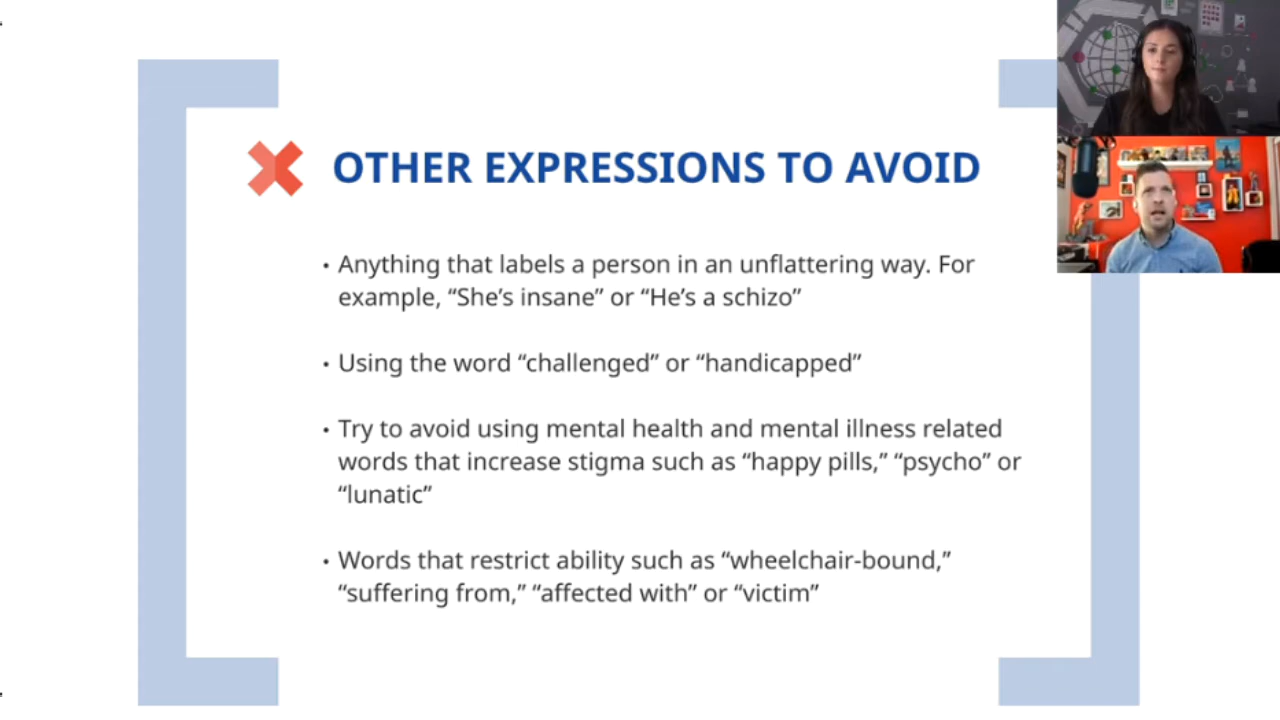 OTHER EXPRESSIONS TO AVOID
• Anything that labels a person in an unflattering way. For
example, “She’s insane” or “He’s a schizo”
• Using the word “challenged” or “handicapped”
• Try to avoid using mental health and mental illness related
words that increase stigma such as “happy pills,” “psycho” or
“lunatic”
• Words that restrict ability such as “wheelchair-bound,”
“suffering from,” “affected with” or “victim”